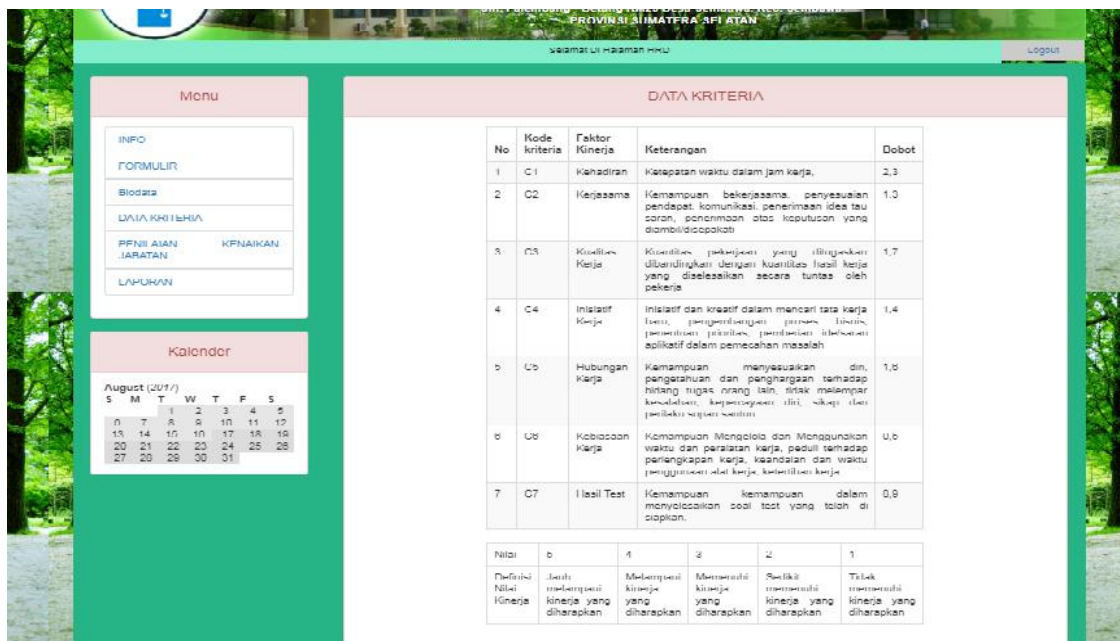 PROVINSI SUMATERA SELATAN
Selamat Di Halaman HRD
Logout
Menu
INFO
FORMULIR
Biodata
DATA KRITERIA
PENILAIAN KENAIKAN
JABATAN
LAPORAN
Kalender
August (2017)
S M T W T F S
1 2 3 4 5
6 7 8 9 10 11 12
13 14 15 16 17 18 19
20 21 22 23 24 25 26
27 28 29 30 31
DATA KRITERIA
No Kode kriteria Faktor Kinerja Keterangan Bobot
1 C1 Kehadiran Ketepatan waktu dalam jam kerja, 2,3
2 C2 Kerjasama Kemampuan bekerjasama, penyesuaian 1,3
pendapat, komunikasi, penerimaan idea tau
saran, penerimaan atas keputusan yang
diambil/disepakati
3 C3 Kualitas Kerja Kuantitas pekerjaan yang ditugaskan 1,7
dibandingkan dengan kuantitas hasil kerja
yang diselesaikan secara tuntas oleh
pekerja
4 C4 Inisiatif Kerja Inisiatif dan kreatif dalam mencari tata kerja 1,4
baru, pengembangan proses bisnis,
penentuan prioritas, pemberian ide/saran
aplikatif dalam pemecahan masalah
5 C5 Hubungan Kerja Kemampuan menyesuaikan diri,
pengetahuan dan penghargaan terhadap
bidang tugas orang lain, tidak melempar
kesalahan, kepercayaan diri, sikap dan
perilaku sopan santun
6 C6 Kebiasaan Kerja Kemampuan Mengelola dan Menggunakan
waktu dan peralatan kerja, peduli terhadap
perlengkapan kerja, keandalan dan waktu
penggunaan alat kerja, ketertiban kerja
7 C7 Hasil Test Kemampuan kemampuan dalam 0,9
menyelesaikan soal test yang telah di
siapkan.
Nilai 5 4 3 2 1
Definisi Nilai Kinerja
Jauh melampaui kinerja yang diharapkan
Melampaui kinerja yang diharapkan
Memenuhi kinerja yang diharapkan
Sedikit memenuhi kinerja yang diharapkan
Tidak memenuhi kinerja yang diharapkan